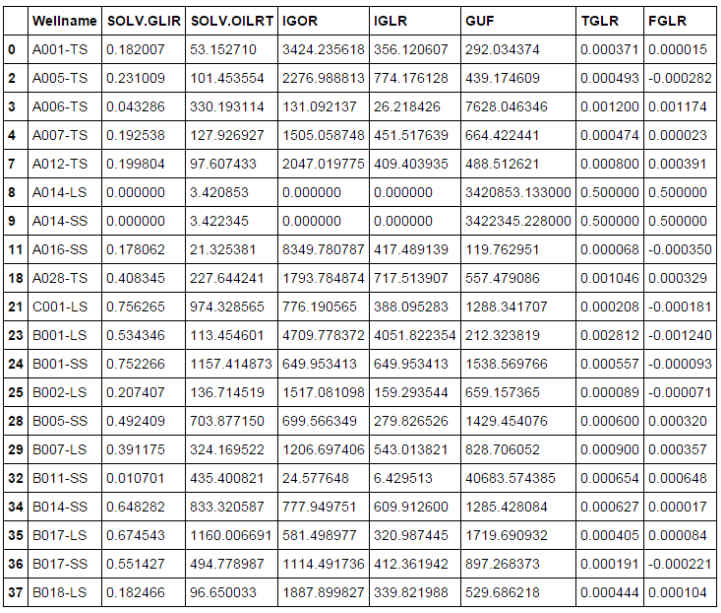 Wellname SOLV.GLIR SOLV.OILRT IGOR IGLR GUF TGLR FGLR
0 A001-TS 0.182007 53.152710 3424.235618 356.120607 292.034374 0.000371 0.000015
2 A005-TS 0.231009 101.453554 2276.988813 774.176128 439.174609 0.000493 -0.000282
3 A006-TS 0.043286 330.193114 131.092137 26.218426 7628.046346 0.001200 0.001174
4 A007-TS 0.192538 127.926927 1505.058748 451.517639 664.422441 0.000474 0.000023
7 A012-TS 0.199804 97.607433 2047.019775 409.403935 488.512621 0.000800 0.000391
8 A014-LS 0.000000 3.420853 0.000000 0.000000 3420853.133000 0.500000 0.500000
9 A014-SS 0.000000 3.422345 0.000000 0.000000 3422345.228000 0.500000 0.500000
11 A016-SS 0.178062 21.325381 8349.780787 417.489139 119.762951 0.000068 -0.000350
18 A028-TS 0.408345 227.644241 1793.784874 717.513907 557.479086 0.001046 0.000329
21 C001-LS 0.756265 974.328565 776.190565 388.095283 1288.341707 0.000208 -0.000181
23 B001-LS 0.534346 113.454601 4709.778372 4051.822354 212.323819 0.002812 -0.001240
24 B001-SS 0.752266 1157.414873 649.953413 649.953413 1538.569766 0.000557 -0.000093
25 B002-LS 0.207407 136.714519 1517.081098 159.293544 659.157365 0.000089 -0.000071
28 B005-SS 0.492409 703.877150 699.566349 279.826526 1429.454076 0.000600 0.000320
29 B007-LS 0.391175 324.169522 1206.697406 543.013821 828.706052 0.000900 0.000357
32 B011-SS 0.010701 435.400821 24.577648 6.429513 40683.574385 0.000654 0.000648
34 B014-SS 0.648282 833.320587 777.949751 609.912600 1285.428084 0.000627 0.000017
35 B017-LS 0.674543 1160.006691 581.498977 320.987445 1719.690932 0.000405 0.000084
36 B017-SS 0.551427 494.778987 1114.491736 412.361942 897.268373 0.000191 -0.000221
37 B018-LS 0.182466 96.650033 1887.899827 339.821988 529.686218 0.000444 0.000104